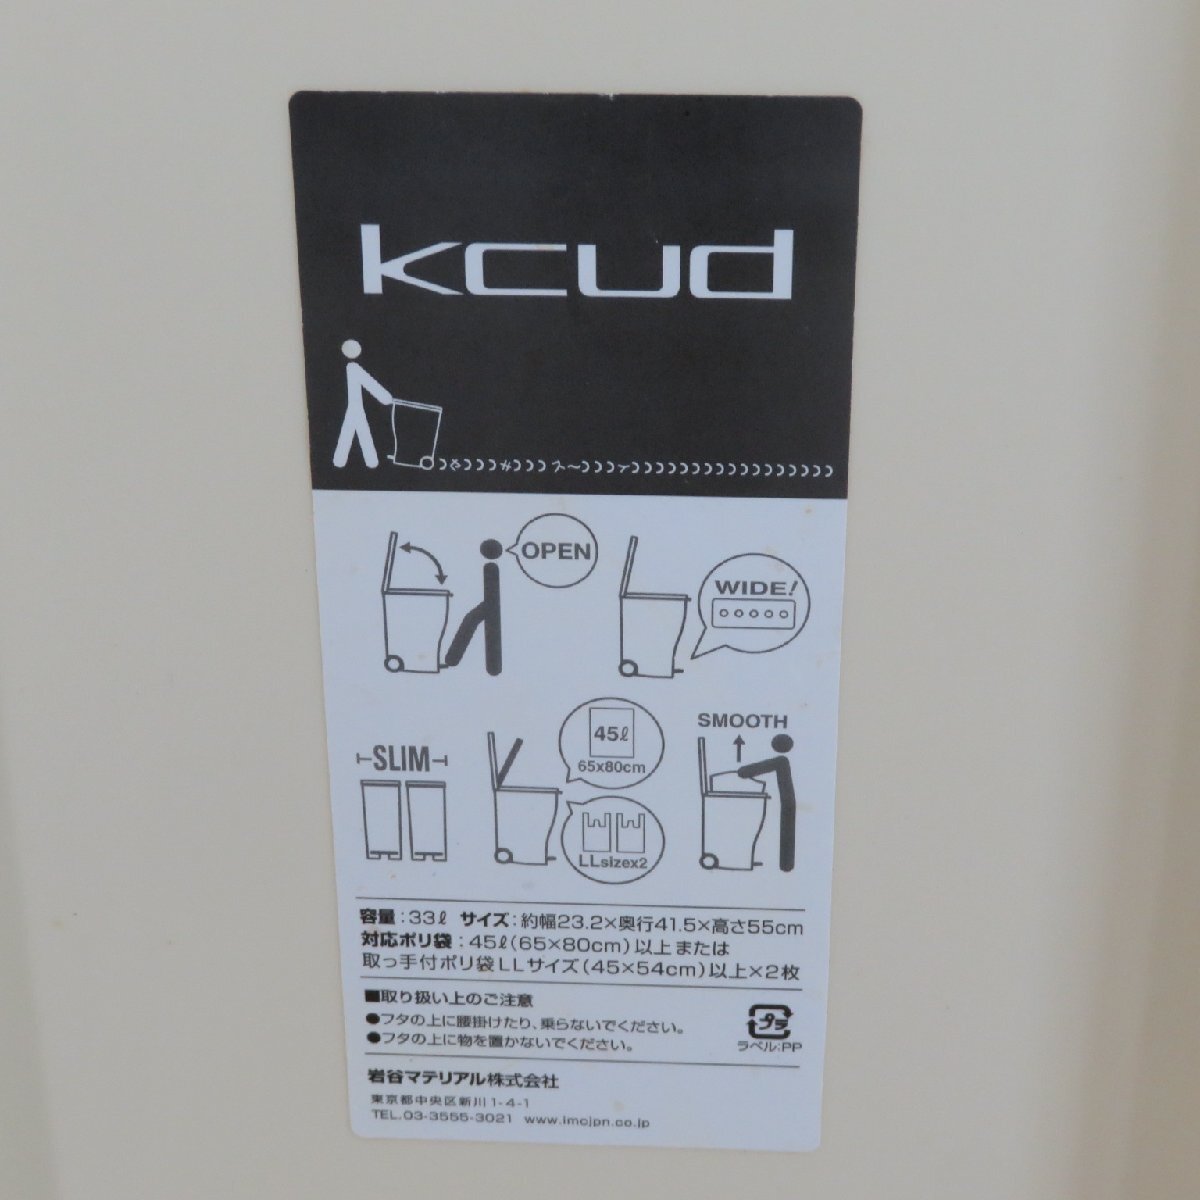 kcud
OPEN
WIDE!
SLIM
45ℓ
65x80cm
LLsizex2
SMOOTH
容量:33ℓ サイズ:約幅23.2×奥行41.5×高さ55cm
対応ポリ袋:45ℓ(65×80cm)以上または
取っ手付ポリ袋LLサイズ(45×54cm)以上×2枚
■取り扱い上のご注意
●フタの上に腰掛けたり、乗らないでください。
●フタの上に物を置かないでください。
プラ
ラベル:PP
岩谷マテリアル株式会社
東京都中央区新川1-4-1
TEL.03-3555-3021 www.imcjpn.co.jp